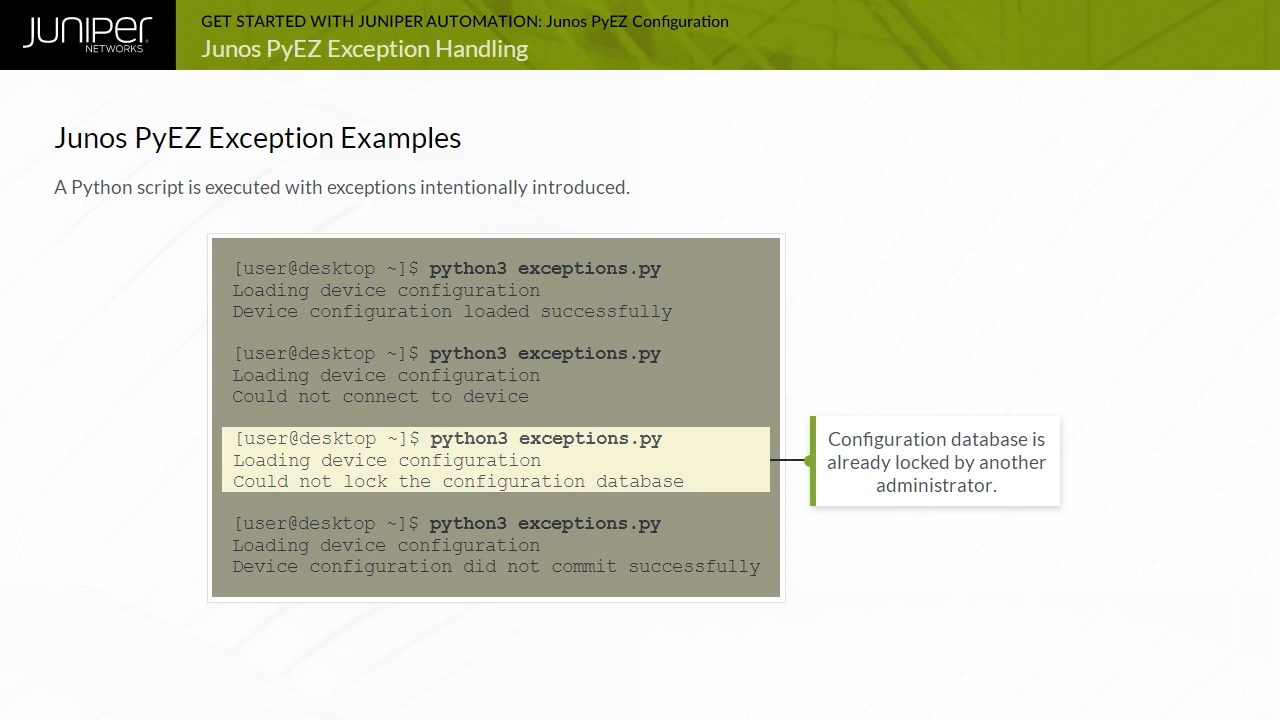 JUNIPER
NETWORKS
GET STARTED WITH JUNIPER AUTOMATION: Junos PyEZ Configuration
Junos PyEZ Exception Handling
Junos PyEZ Exception Examples
A Python script is executed with exceptions intentionally introduced.
[user@desktop ~]$ python3 exceptions.py
Loading device configuration
Device configuration loaded successfully
[user@desktop ~]$ python3 exceptions.py
Loading device configuration
Could not connect to device
[user@desktop ~]$ python3 exceptions.py
Loading device configuration
Could not lock the configuration database
[user@desktop ~]$ python3 exceptions.py
Loading device configuration
Device configuration did not commit successfully
Configuration database is
already locked by another
administrator.